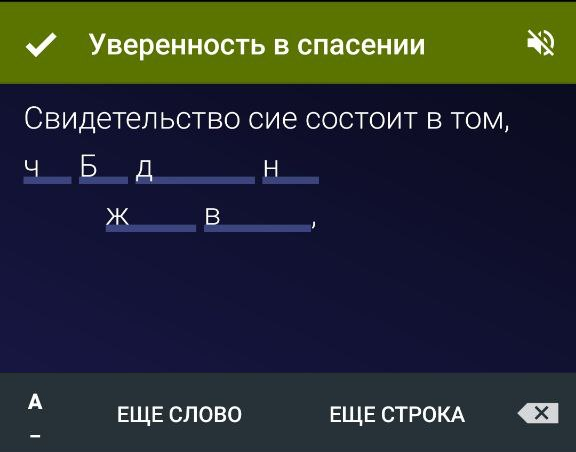 Уверенность в спасении
Свидетельство сие состоит в том,
ч Б д н
ж в ,
А
–
ЕЩЕ СЛОВО ЕЩЕ СТРОКА